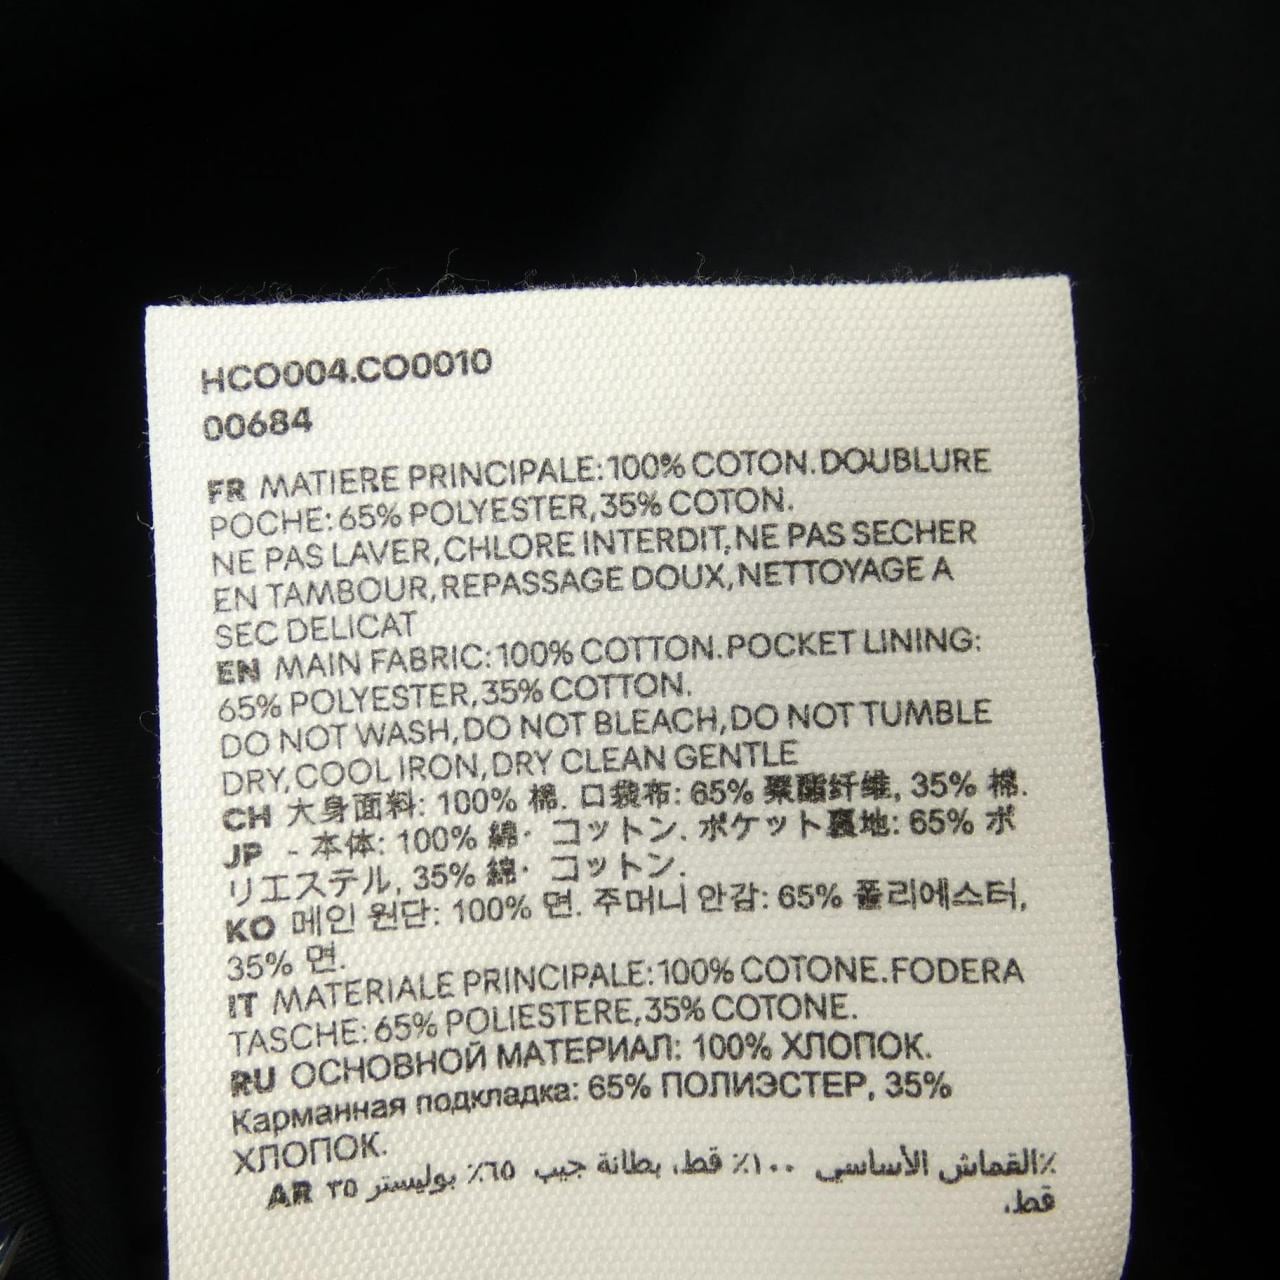 HCO004.CO0010
00684
FR MATIERE PRINCIPALE:100% COTON.DOUBLURE
POCHE:65% POLYESTER,35% COTON.
NE PAS LAVER,CHLORE INTERDIT,NE PAS SECHER
EN TAMBOUR,REPASSAGE DOUX,NETTOYAGE A
SEC DELICAT
EN MAIN FABRIC:100% COTTON.POCKET LINING:
65% POLYESTER,35% COTTON.
DO NOT WASH,DO NOT BLEACH,DO NOT TUMBLE
DRY,COOL IRON,DRY CLEAN GENTLE
CH 大身面料: 100% 棉. 口袋布: 65% 聚酯纤维, 35% 棉.
JP - 本体: 100% 綿・コットン. ポケット裏地: 65% ポ
リエステル, 35% 綿・コットン.
KO 메인 원단: 100% 면. 주머니 안감: 65% 폴리에스터,
35% 면.
IT MATERIALE PRINCIPALE:100% COTONE.FODERA
TASCHE:65% POLIESTERE,35% COTONE.
RU ОСНОВНОЙ МАТЕРИАЛ: 100% ХЛОПОК.
Карманная подкладка: 65% ПОЛИЭСТЕР, 35%
ХЛОПОК.
AR ٪القماش الأساسي ١٠٠٪ قطن. بطانة جيب ٦٥٪ بوليستر ٣٥
قطن.